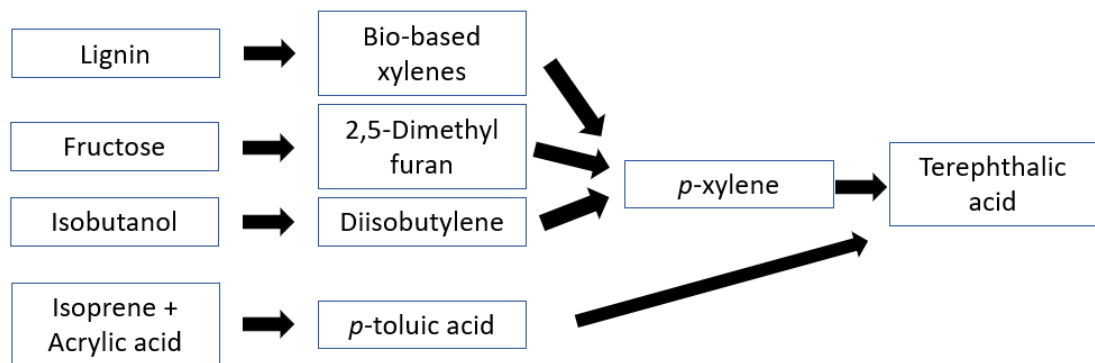 Lignin
Bio-based
xylenes
Fructose
2,5-Dimethyl
furan
p-xylene
Terephthalic
acid
Isobutanol
Diisobutylene
Isoprene +
Acrylic acid
p-toluic acid